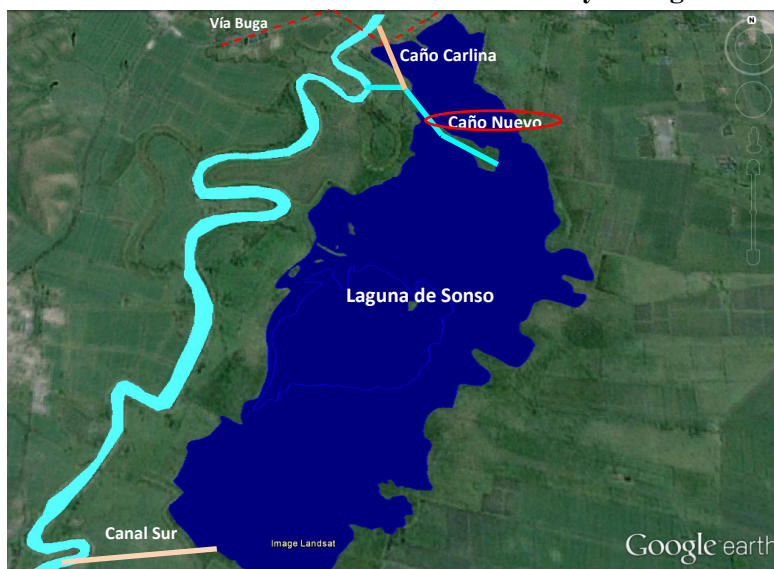 Vía Buga
N
Caño Carlina
Caño Nuevo
Laguna de Sonso
Canal Sur
Image Landsat
Google earth